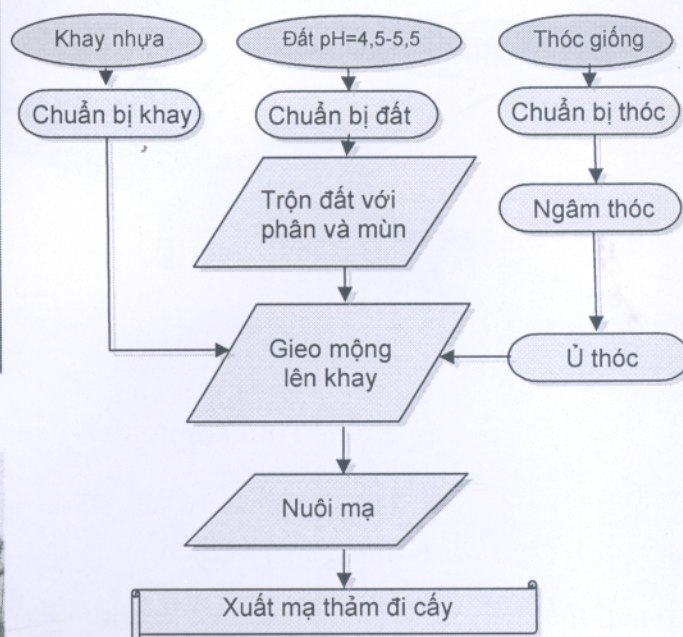 Khay nhựa
Đất pH=4,5-5,5
Thóc giống
Chuẩn bị khay
Chuẩn bị đất
Chuẩn bị thóc
Trộn đất với
phân và mùn
Ngâm thóc
Gieo mộng
lên khay
Ủ thóc
Nuôi mạ
Xuất mạ thảm đi cấy